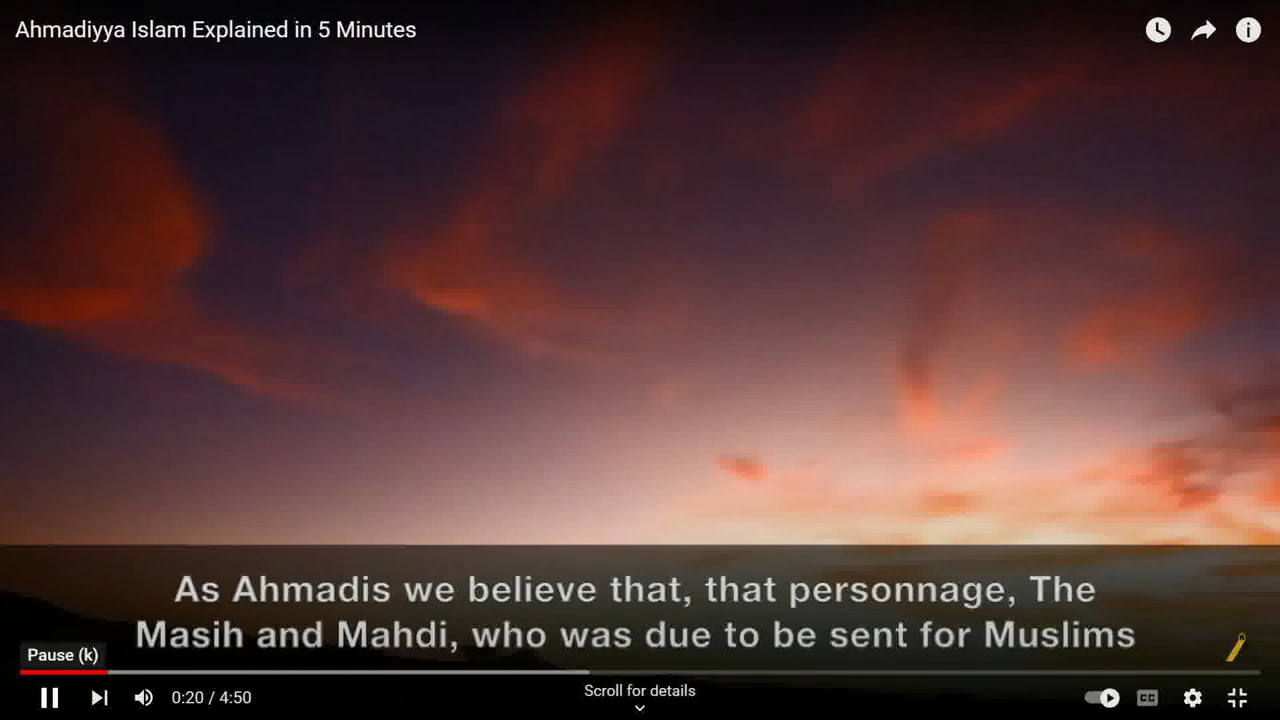 Ahmadiyya Islam Explained in 5 Minutes
As Ahmadis we believe that, that personnage, The
Masih and Mahdi, who was due to be sent for Muslims
Pause (k)
0:20 / 4:50
Scroll for details
CC